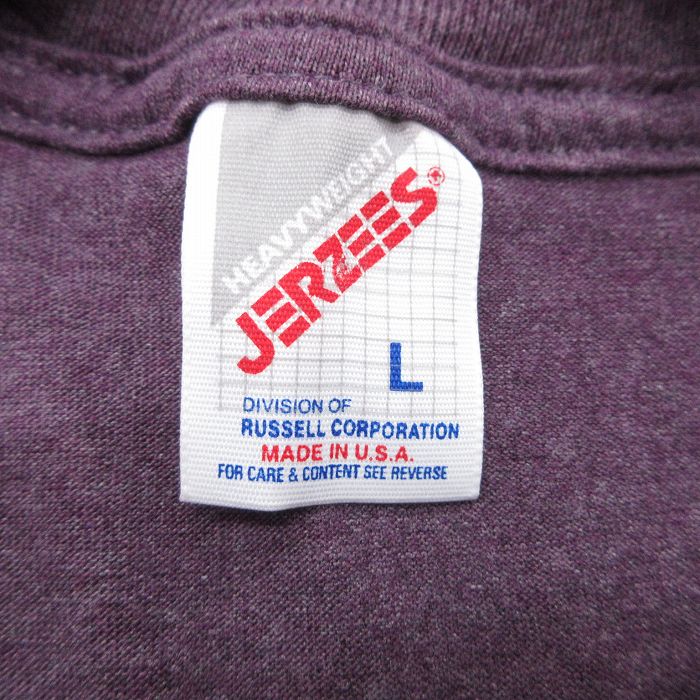 HEAVYWEIGHT
JERZEES®
L
DIVISION OF
RUSSELL CORPORATION
MADE IN U.S.A.
FOR CARE & CONTENT SEE REVERSE